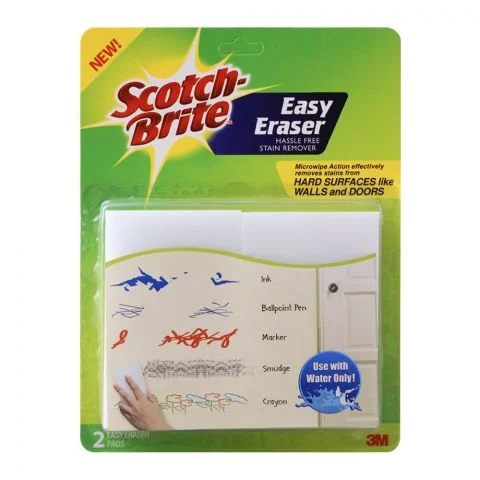 NEW!
Scotch-
Brite
Easy
Eraser
HASSLE FREE
STAIN REMOVER
Microwipe Action effectively
removes stains from
HARD SURFACES like
WALLS and DOORS
Ink
Ballpoint Pen
Marker
Smudge
Crayon
Use with
Water Only!
2 EASY ERASER
PADS
3M